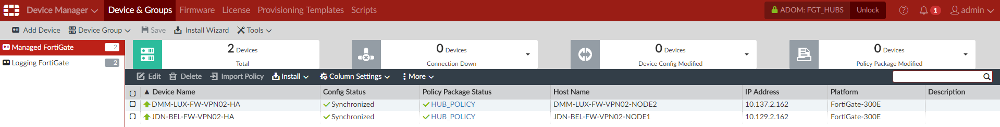 Device Manager Device & Groups Firmware License Provisioning Templates Scripts ADOM: FGT_HUBS Unlock 1 admin
Add Device Device Group Save Install Wizard Tools
Managed FortiGate 2
Logging FortiGate 2
2 Devices
Total
0 Devices
Connection Down
0 Devices
Device Config Modified
0 Devices
Policy Package Modified
Edit Delete Import Policy Install Column Settings More
Device Name Config Status Policy Package Status Host Name IP Address Platform Description
DMM-LUX-FW-VPN02-HA Synchronized HUB_POLICY DMM-LUX-FW-VPN02-NODE2 10.137.2.162 FortiGate-300E
JDN-BEL-FW-VPN02-HA Synchronized HUB_POLICY JDN-BEL-FW-VPN02-NODE1 10.129.2.162 FortiGate-300E